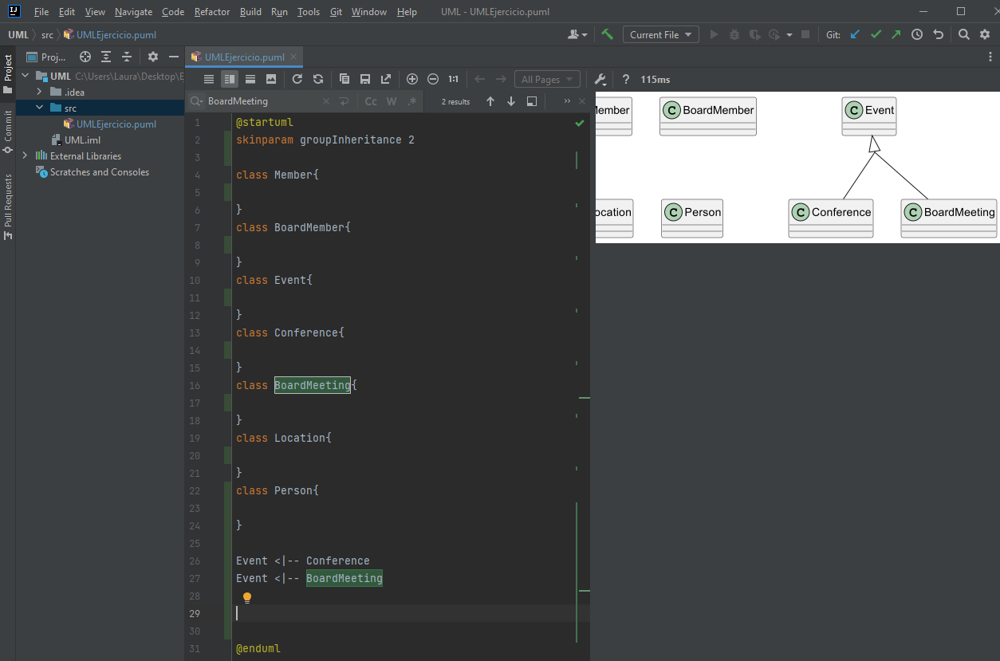 IJ File Edit View Navigate Code Refactor Build Run Tools Git Window Help UML - UMLEjercicio.puml
UML src UMLEjercicio.puml Current File Git:
Project
Commit
Pull Requests
Proj...
UML C:\Users\Laura\Desktop\E
.idea
src
UMLEjercicio.puml
UML.iml
External Libraries
Scratches and Consoles
UMLEjercicio.puml
1:1 All Pages ? 115ms
BoardMeeting Cc W .* 2 results
1 @startuml
2 skinparam groupInheritance 2
3
4 class Member{
5
6 }
7 class BoardMember{
8
9 }
10 class Event{
11
12 }
13 class Conference{
14
15 }
16 class BoardMeeting{
17
18 }
19 class Location{
20
21 }
22 class Person{
23
24 }
25
26 Event <|-- Conference
27 Event <|-- BoardMeeting
28
29
30
31 @enduml
ember C BoardMember C Event
ocation C Person C Conference C BoardMeeting